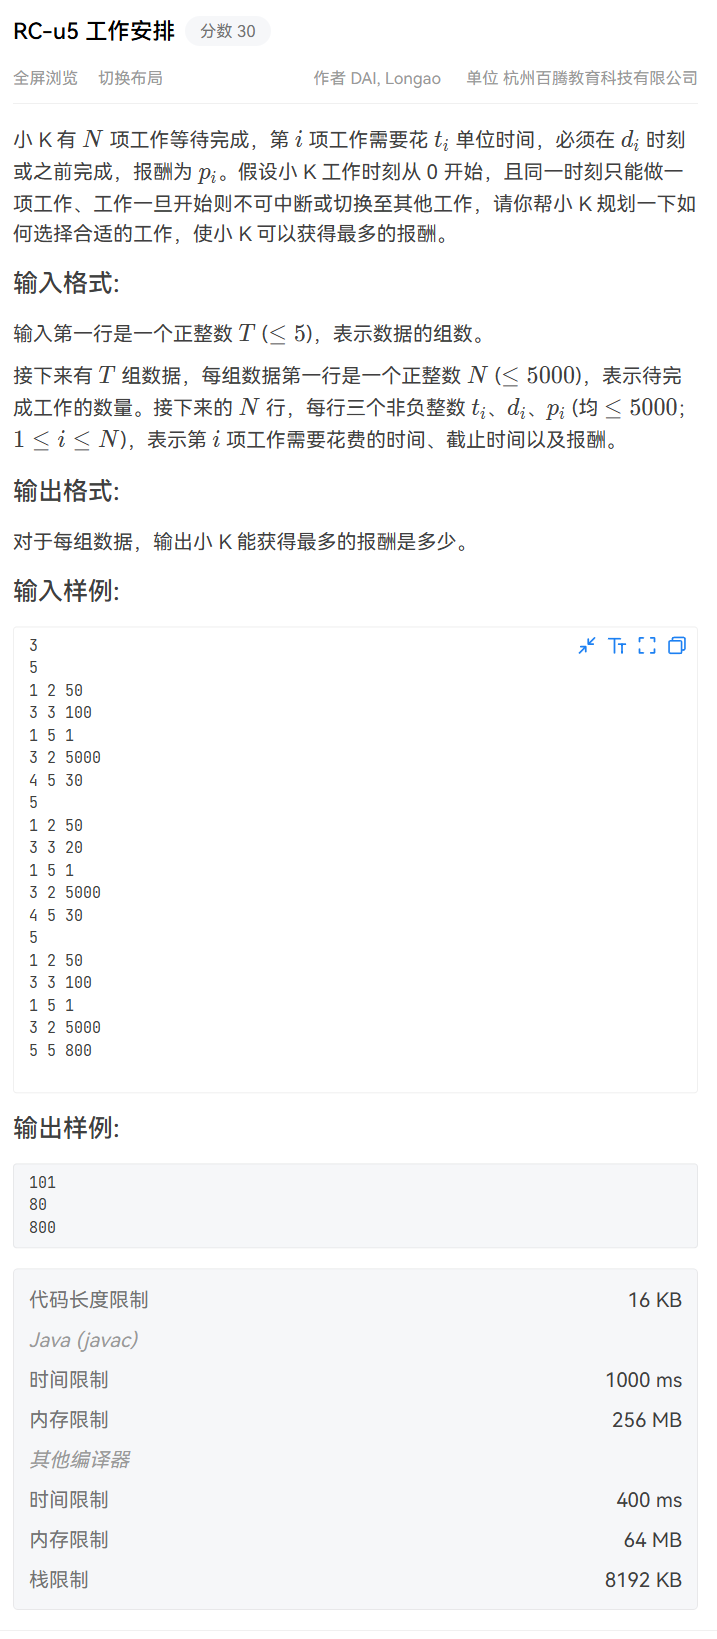 RC-u5 工作安排 分数 30
全屏浏览 切换布局 作者 DAI, Longao 单位 杭州百腾教育科技有限公司
小 K 有 N 项工作等待完成，第 i 项工作需要花 tᵢ 单位时间，必须在 dᵢ 时刻
或之前完成，报酬为 pᵢ。假设小 K 工作时刻从 0 开始，且同一时刻只能做一
项工作、工作一旦开始则不可中断或切换至其他工作，请你帮小 K 规划一下如
何选择合适的工作，使小 K 可以获得最多的报酬。
输入格式:
输入第一行是一个正整数 T (≤ 5)，表示数据的组数。
接下来有 T 组数据，每组数据第一行是一个正整数 N (≤ 5000)，表示待完
成工作的数量。接下来的 N 行，每行三个非负整数 tᵢ、dᵢ、pᵢ (均 ≤ 5000；
1 ≤ i ≤ N)，表示第 i 项工作需要花费的时间、截止时间以及报酬。
输出格式:
对于每组数据，输出小 K 能获得最多的报酬是多少。
输入样例:
3
5
1 2 50
3 3 100
1 5 1
3 2 5000
4 5 30
5
1 2 50
3 3 20
1 5 1
3 2 5000
4 5 30
5
1 2 50
3 3 100
1 5 1
3 2 5000
5 5 800
输出样例:
101
80
800
代码长度限制 16 KB
Java (javac)
时间限制 1000 ms
内存限制 256 MB
其他编译器
时间限制 400 ms
内存限制 64 MB
栈限制 8192 KB